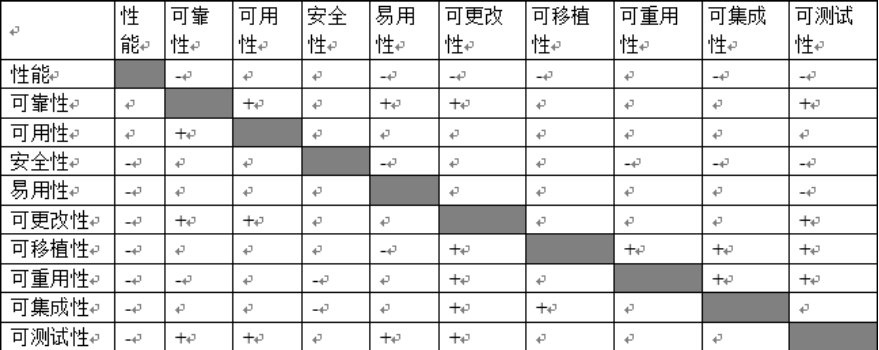 性
能
可靠
性
可用
性
安全
性
易用
性
可更改
性
可移植
性
可重用
性
可集成
性
可测试
性
性能 - - - - - -
可靠性 + + + +
可用性 +
安全性 - - - - -
易用性 - -
可更改性 - + + +
可移植性 - - + + + +
可重用性 - - - + + +
可集成性 - - + +
可测试性 - + + + +